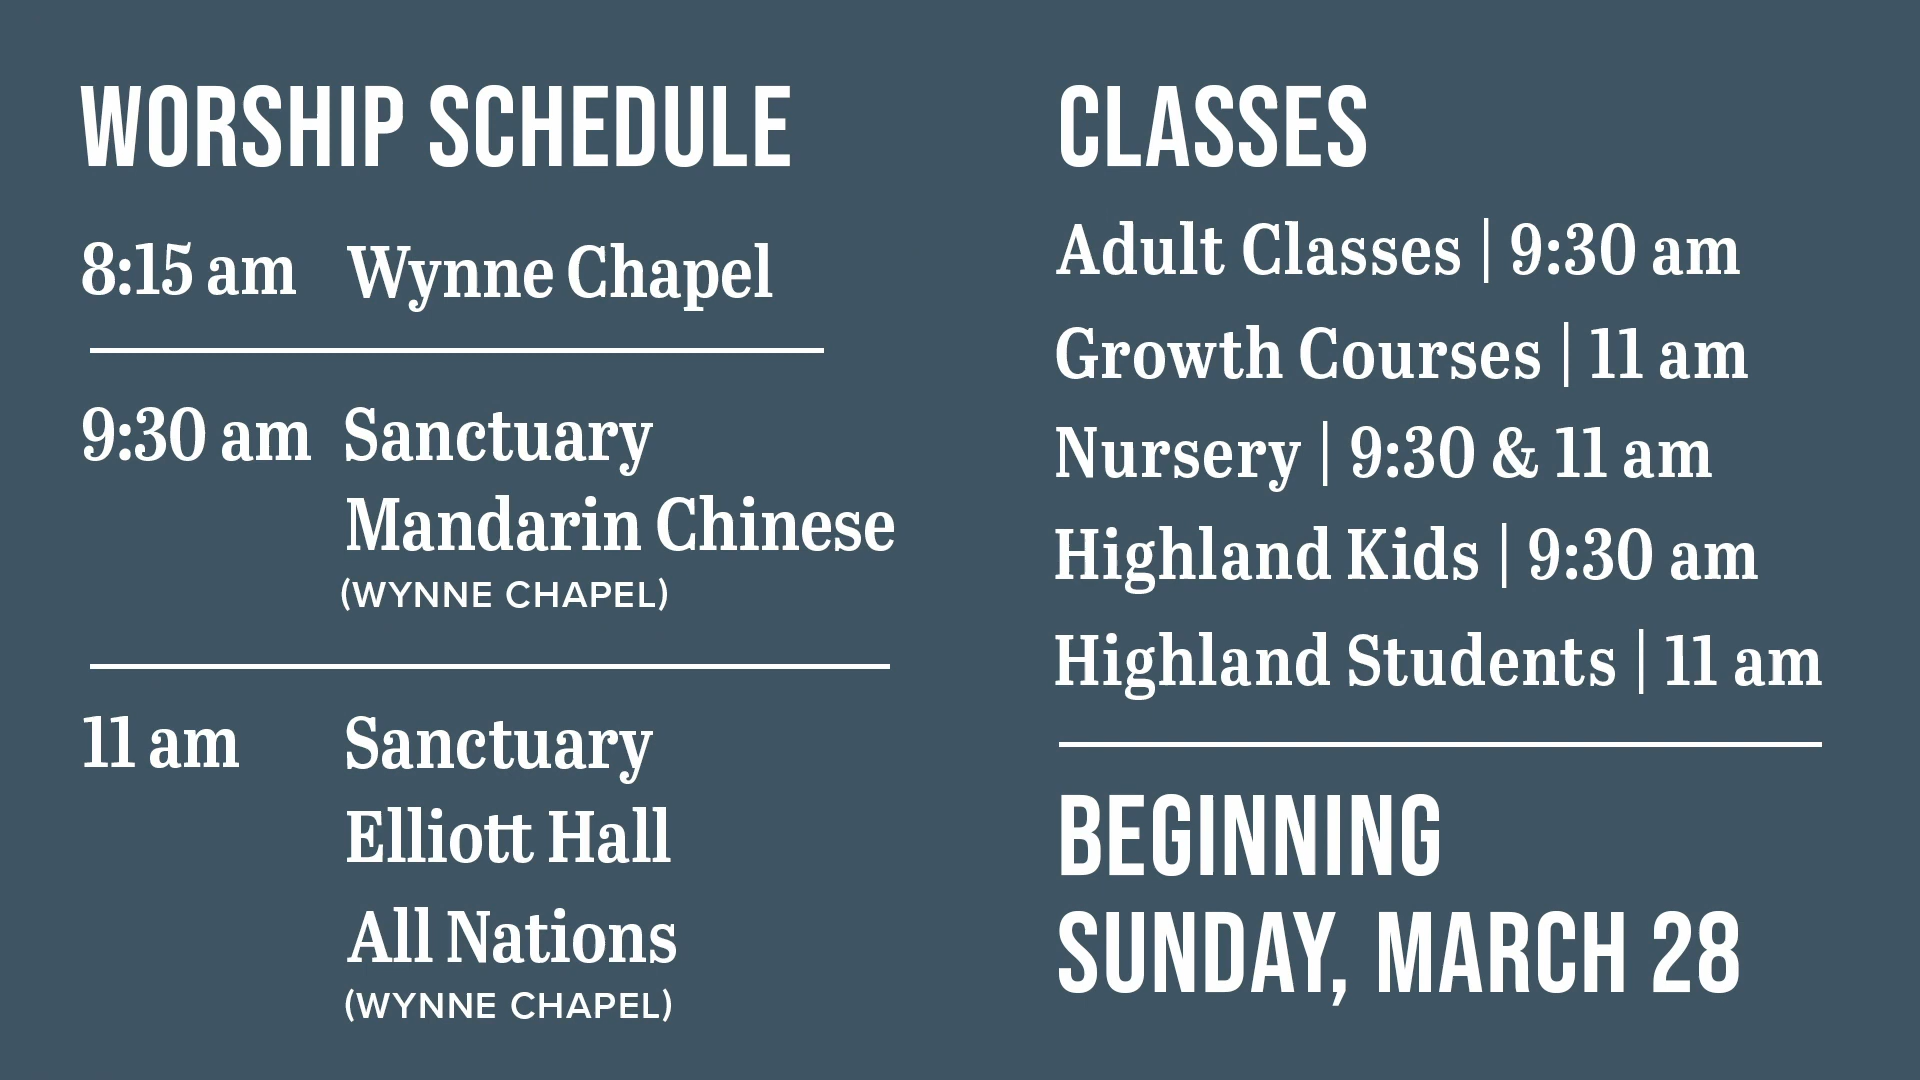 WORSHIP SCHEDULE
8:15 am Wynne Chapel
9:30 am Sanctuary
Mandarin Chinese
(WYNNE CHAPEL)
11 am Sanctuary
Elliott Hall
All Nations
(WYNNE CHAPEL)
CLASSES
Adult Classes | 9:30 am
Growth Courses | 11 am
Nursery | 9:30 & 11 am
Highland Kids | 9:30 am
Highland Students | 11 am
BEGINNING
SUNDAY, MARCH 28